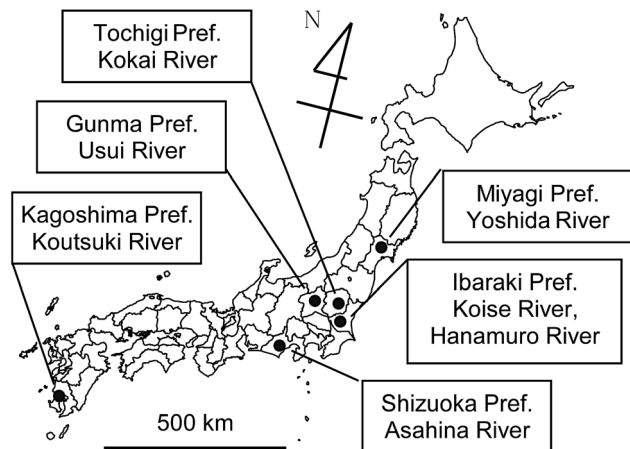 Tochigi Pref.
Kokai River
N
Gunma Pref.
Usui River
Kagoshima Pref.
Koutsuki River
Miyagi Pref.
Yoshida River
Ibaraki Pref.
Koise River,
Hanamuro River
Shizuoka Pref.
Asahina River
500 km